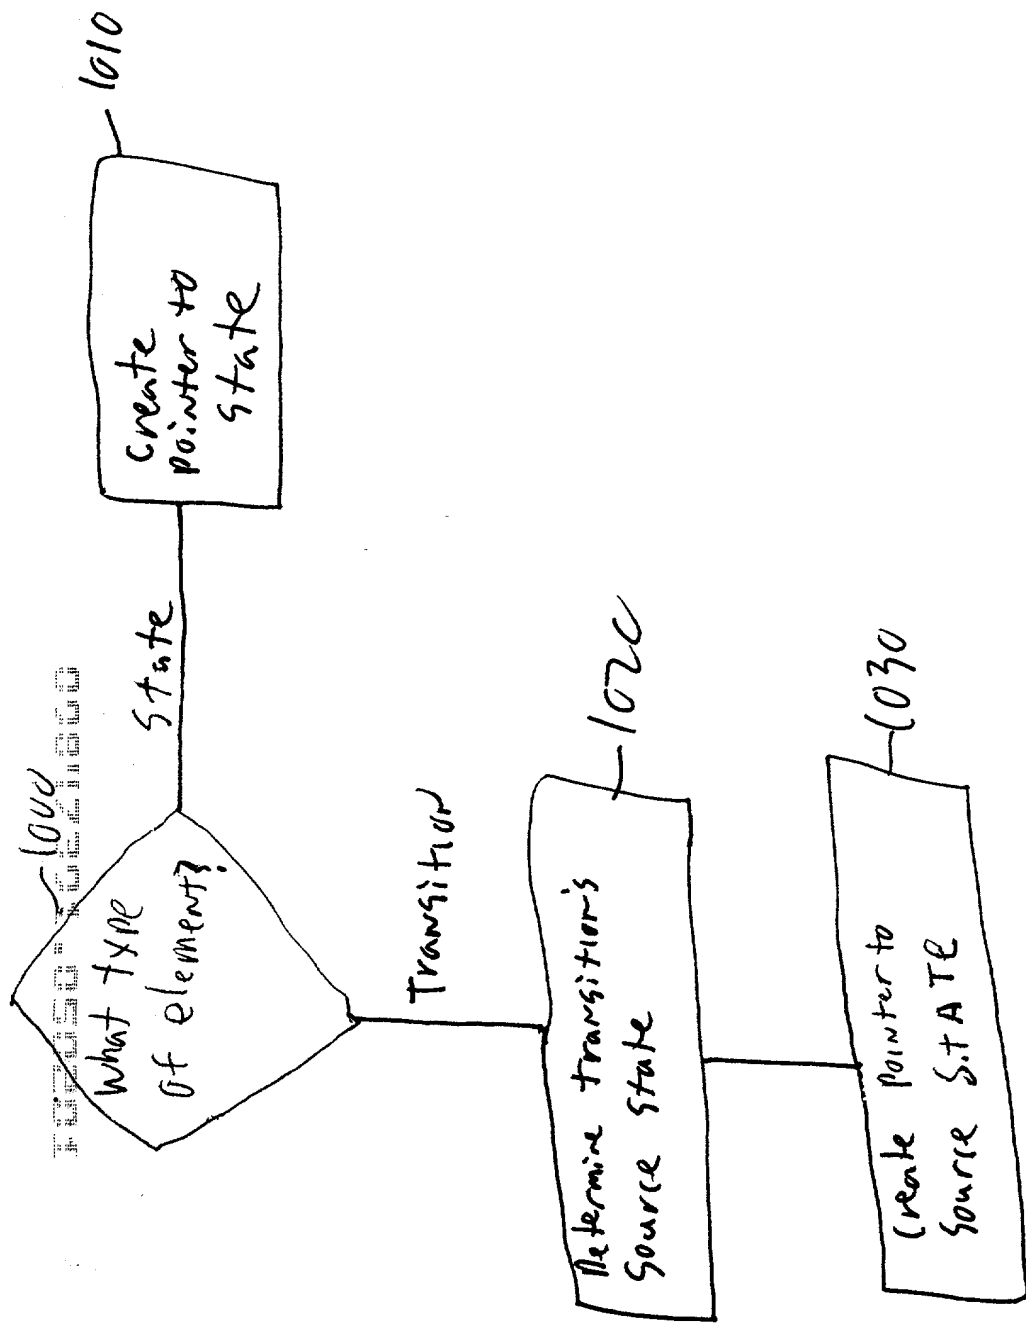 1000
What type
of element?
State
1010
Create
pointer to
state
Transition
1020
Determine transition's
source state
1030
Create pointer to
source STATE